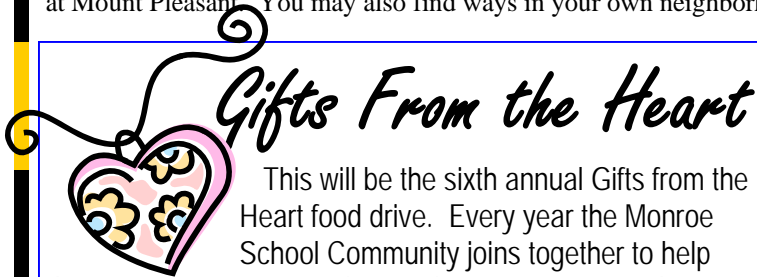 at Mount Pleasant. You may also find ways in your own
Gifts From the Heart
This will be the sixth annual Gifts from the
Heart food drive. Every year the Monroe
School Community joins together to help